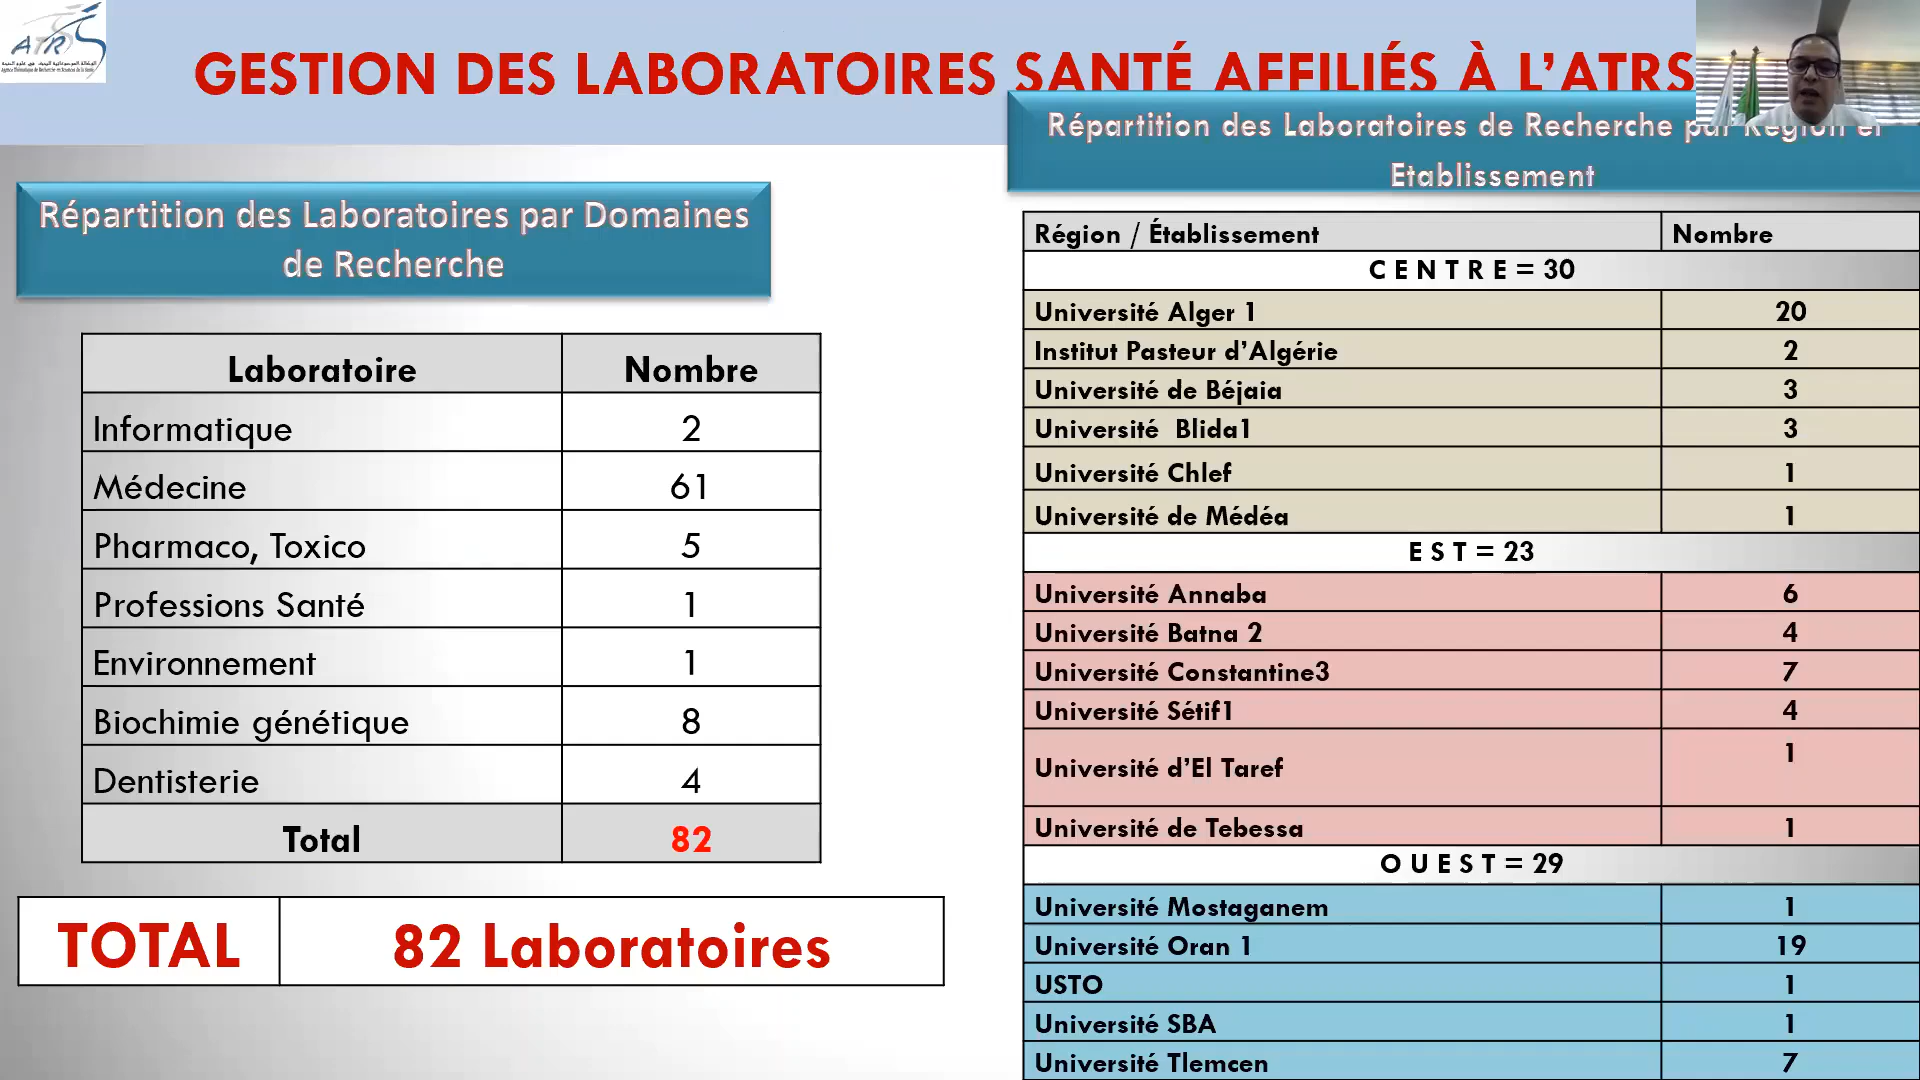 ATRS
GESTION DES LABORATOIRES SANTÉ AFFILIÉS À L’ATRS
Répartition des Laboratoires par Domaines
de Recherche
Laboratoire Nombre
Informatique 2
Médecine 61
Pharmaco, Toxico 5
Professions Santé 1
Environnement 1
Biochimie génétique 8
Dentisterie 4
Total 82
TOTAL 82 Laboratoires
Répartition des Laboratoires de Recherche par Région et
Etablissement
Région / Établissement Nombre
C E N T R E = 30
Université Alger 1 20
Institut Pasteur d’Algérie 2
Université de Béjaia 3
Université Blida1 3
Université Chlef 1
Université de Médéa 1
E S T = 23
Université Annaba 6
Université Batna 2 4
Université Constantine3 7
Université Sétif1 4
Université d’El Taref 1
Université de Tebessa 1
O U E S T = 29
Université Mostaganem 1
Université Oran 1 19
USTO 1
Université SBA 1
Université Tlemcen 7